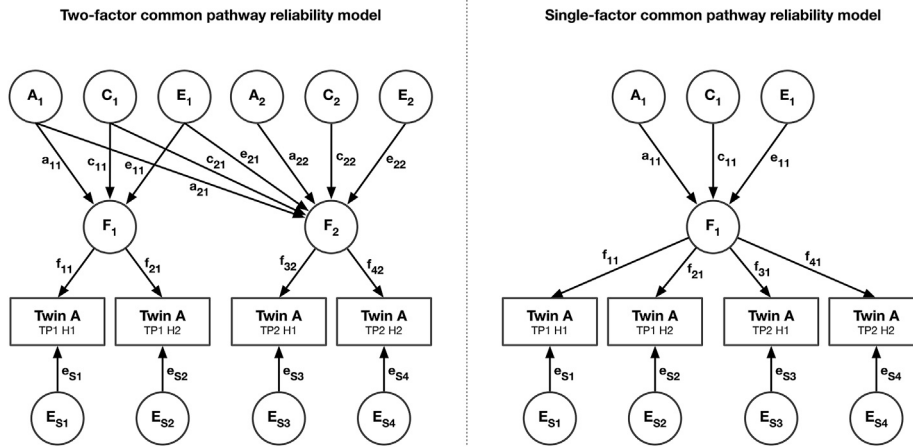 Two-factor common pathway reliability model
A1 C1 E1 A2 C2 E2
a11 c11 e11 a21 c21 e21 a22 c22 e22
F1 F2
f11 f21 f32 f42
Twin A Twin A Twin A Twin A
TP1 H1 TP1 H2 TP2 H1 TP2 H2
eS1 eS2 eS3 eS4
ES1 ES2 ES3 ES4
Single-factor common pathway reliability model
A1 C1 E1
a11 c11 e11
F1
f11 f21 f31 f41
Twin A Twin A Twin A Twin A
TP1 H1 TP1 H2 TP2 H1 TP2 H2
eS1 eS2 eS3 eS4
ES1 ES2 ES3 ES4